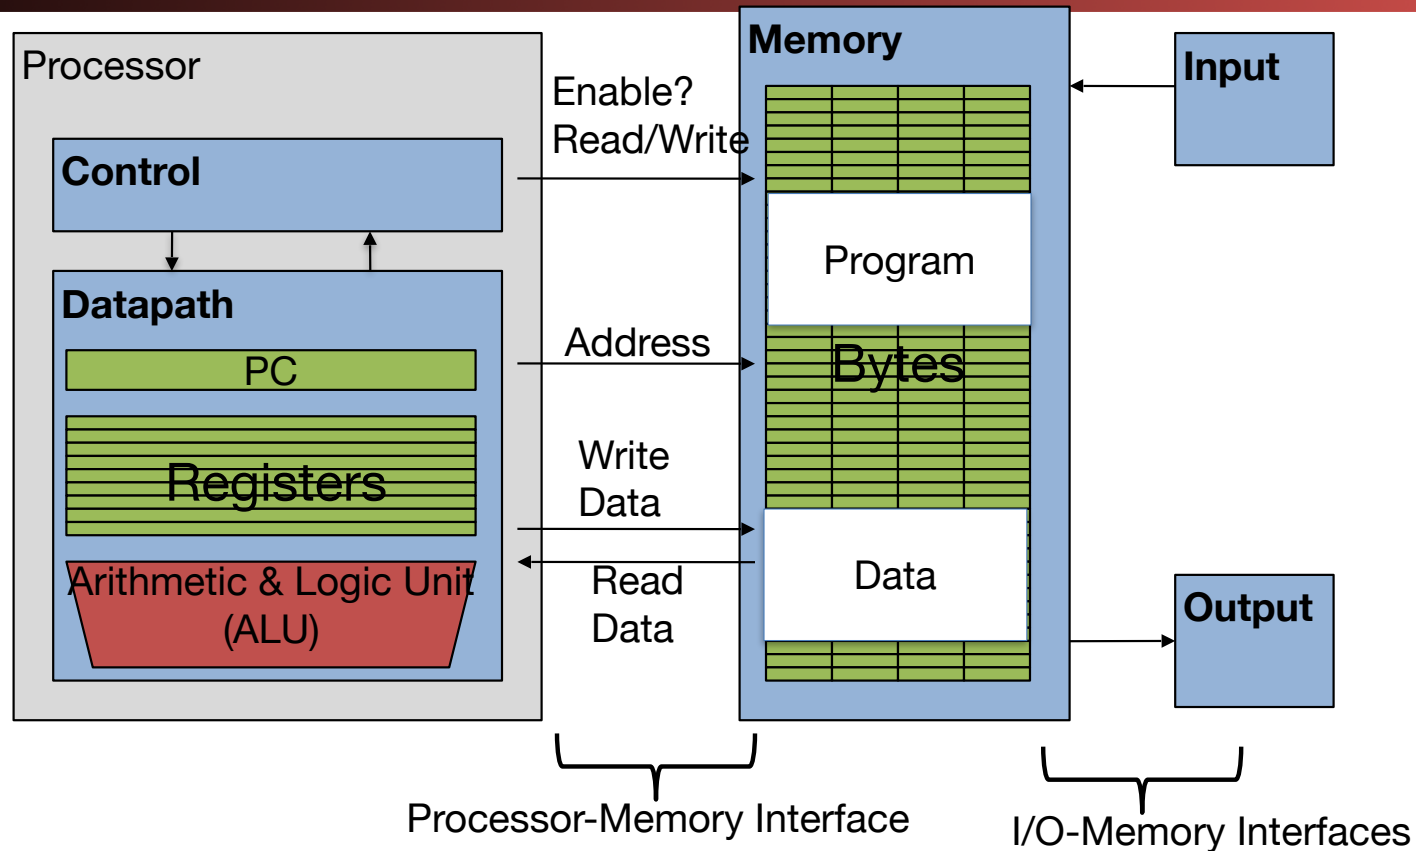 Processor
Control
Datapath
PC
Registers
Arithmetic & Logic Unit
(ALU)
Enable?
Read/Write
Address
Write
Data
Read
Data
Memory
Program
Bytes
Data
Input
Output
Processor-Memory Interface
I/O-Memory Interfaces